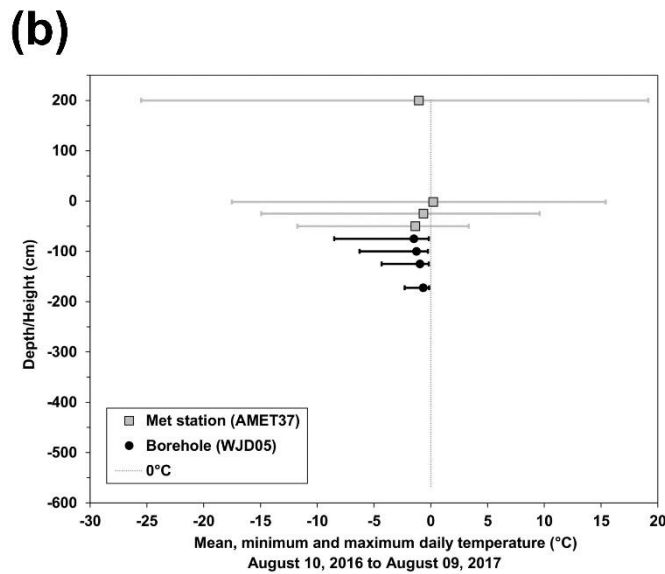 (b)
200
100
0
-100
-200
-300
-400
-500
-600
Depth/Height (cm)
Met station (AMET37)
Borehole (WJD05)
0°C
-30 -25 -20 -15 -10 -5 0 5 10 15 20
Mean, minimum and maximum daily temperature (°C)
August 10, 2016 to August 09, 2017